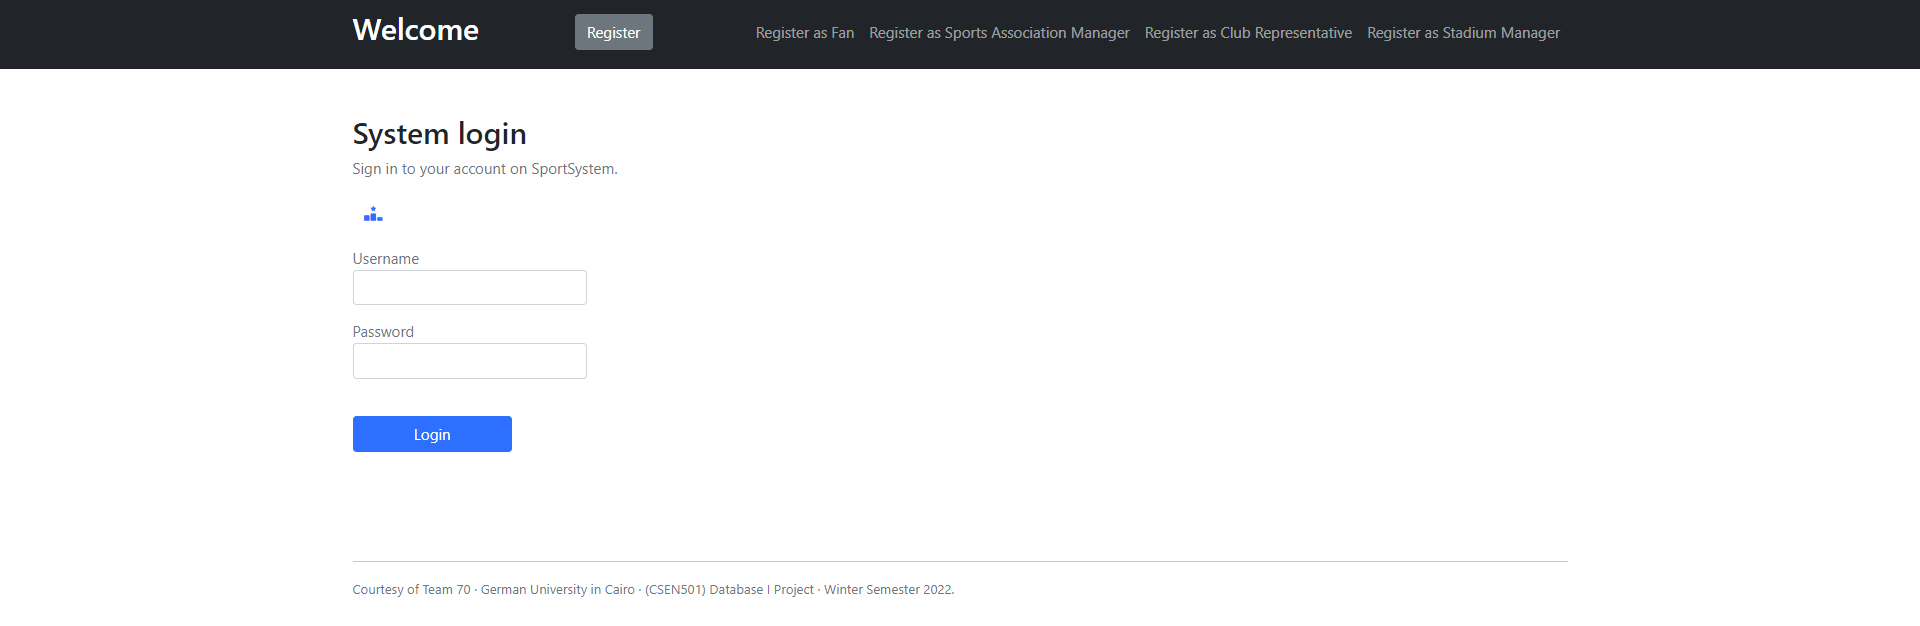 Welcome
Register
Register as Fan
Register as Sports Association Manager
Register as Club Representative
Register as Stadium Manager
System login
Sign in to your account on SportSystem.
Username
Password
Login
Courtesy of Team 70 · German University in Cairo · (CSEN501) Database I Project · Winter Semester 2022.